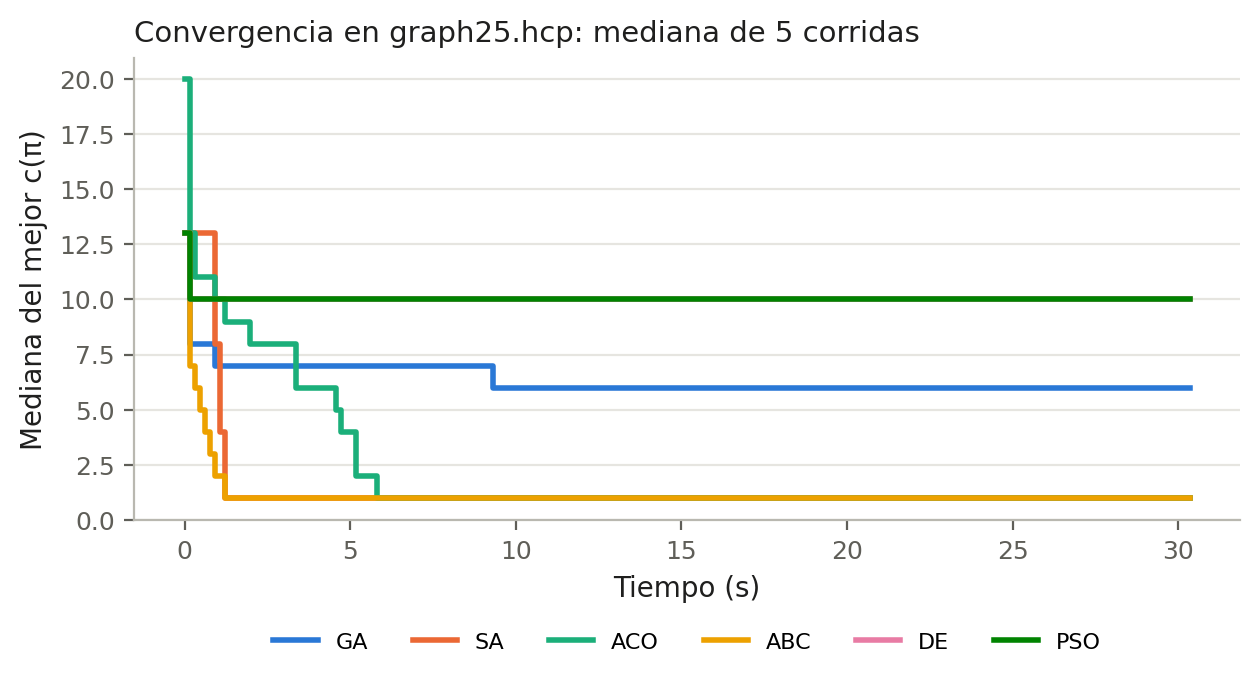 Convergencia en graph25.hcp: mediana de 5 corridas
Mediana del mejor c(π)
20.0
17.5
15.0
12.5
10.0
7.5
5.0
2.5
0.0
0 5 10 15 20 25 30
Tiempo (s)
GA SA ACO ABC DE PSO